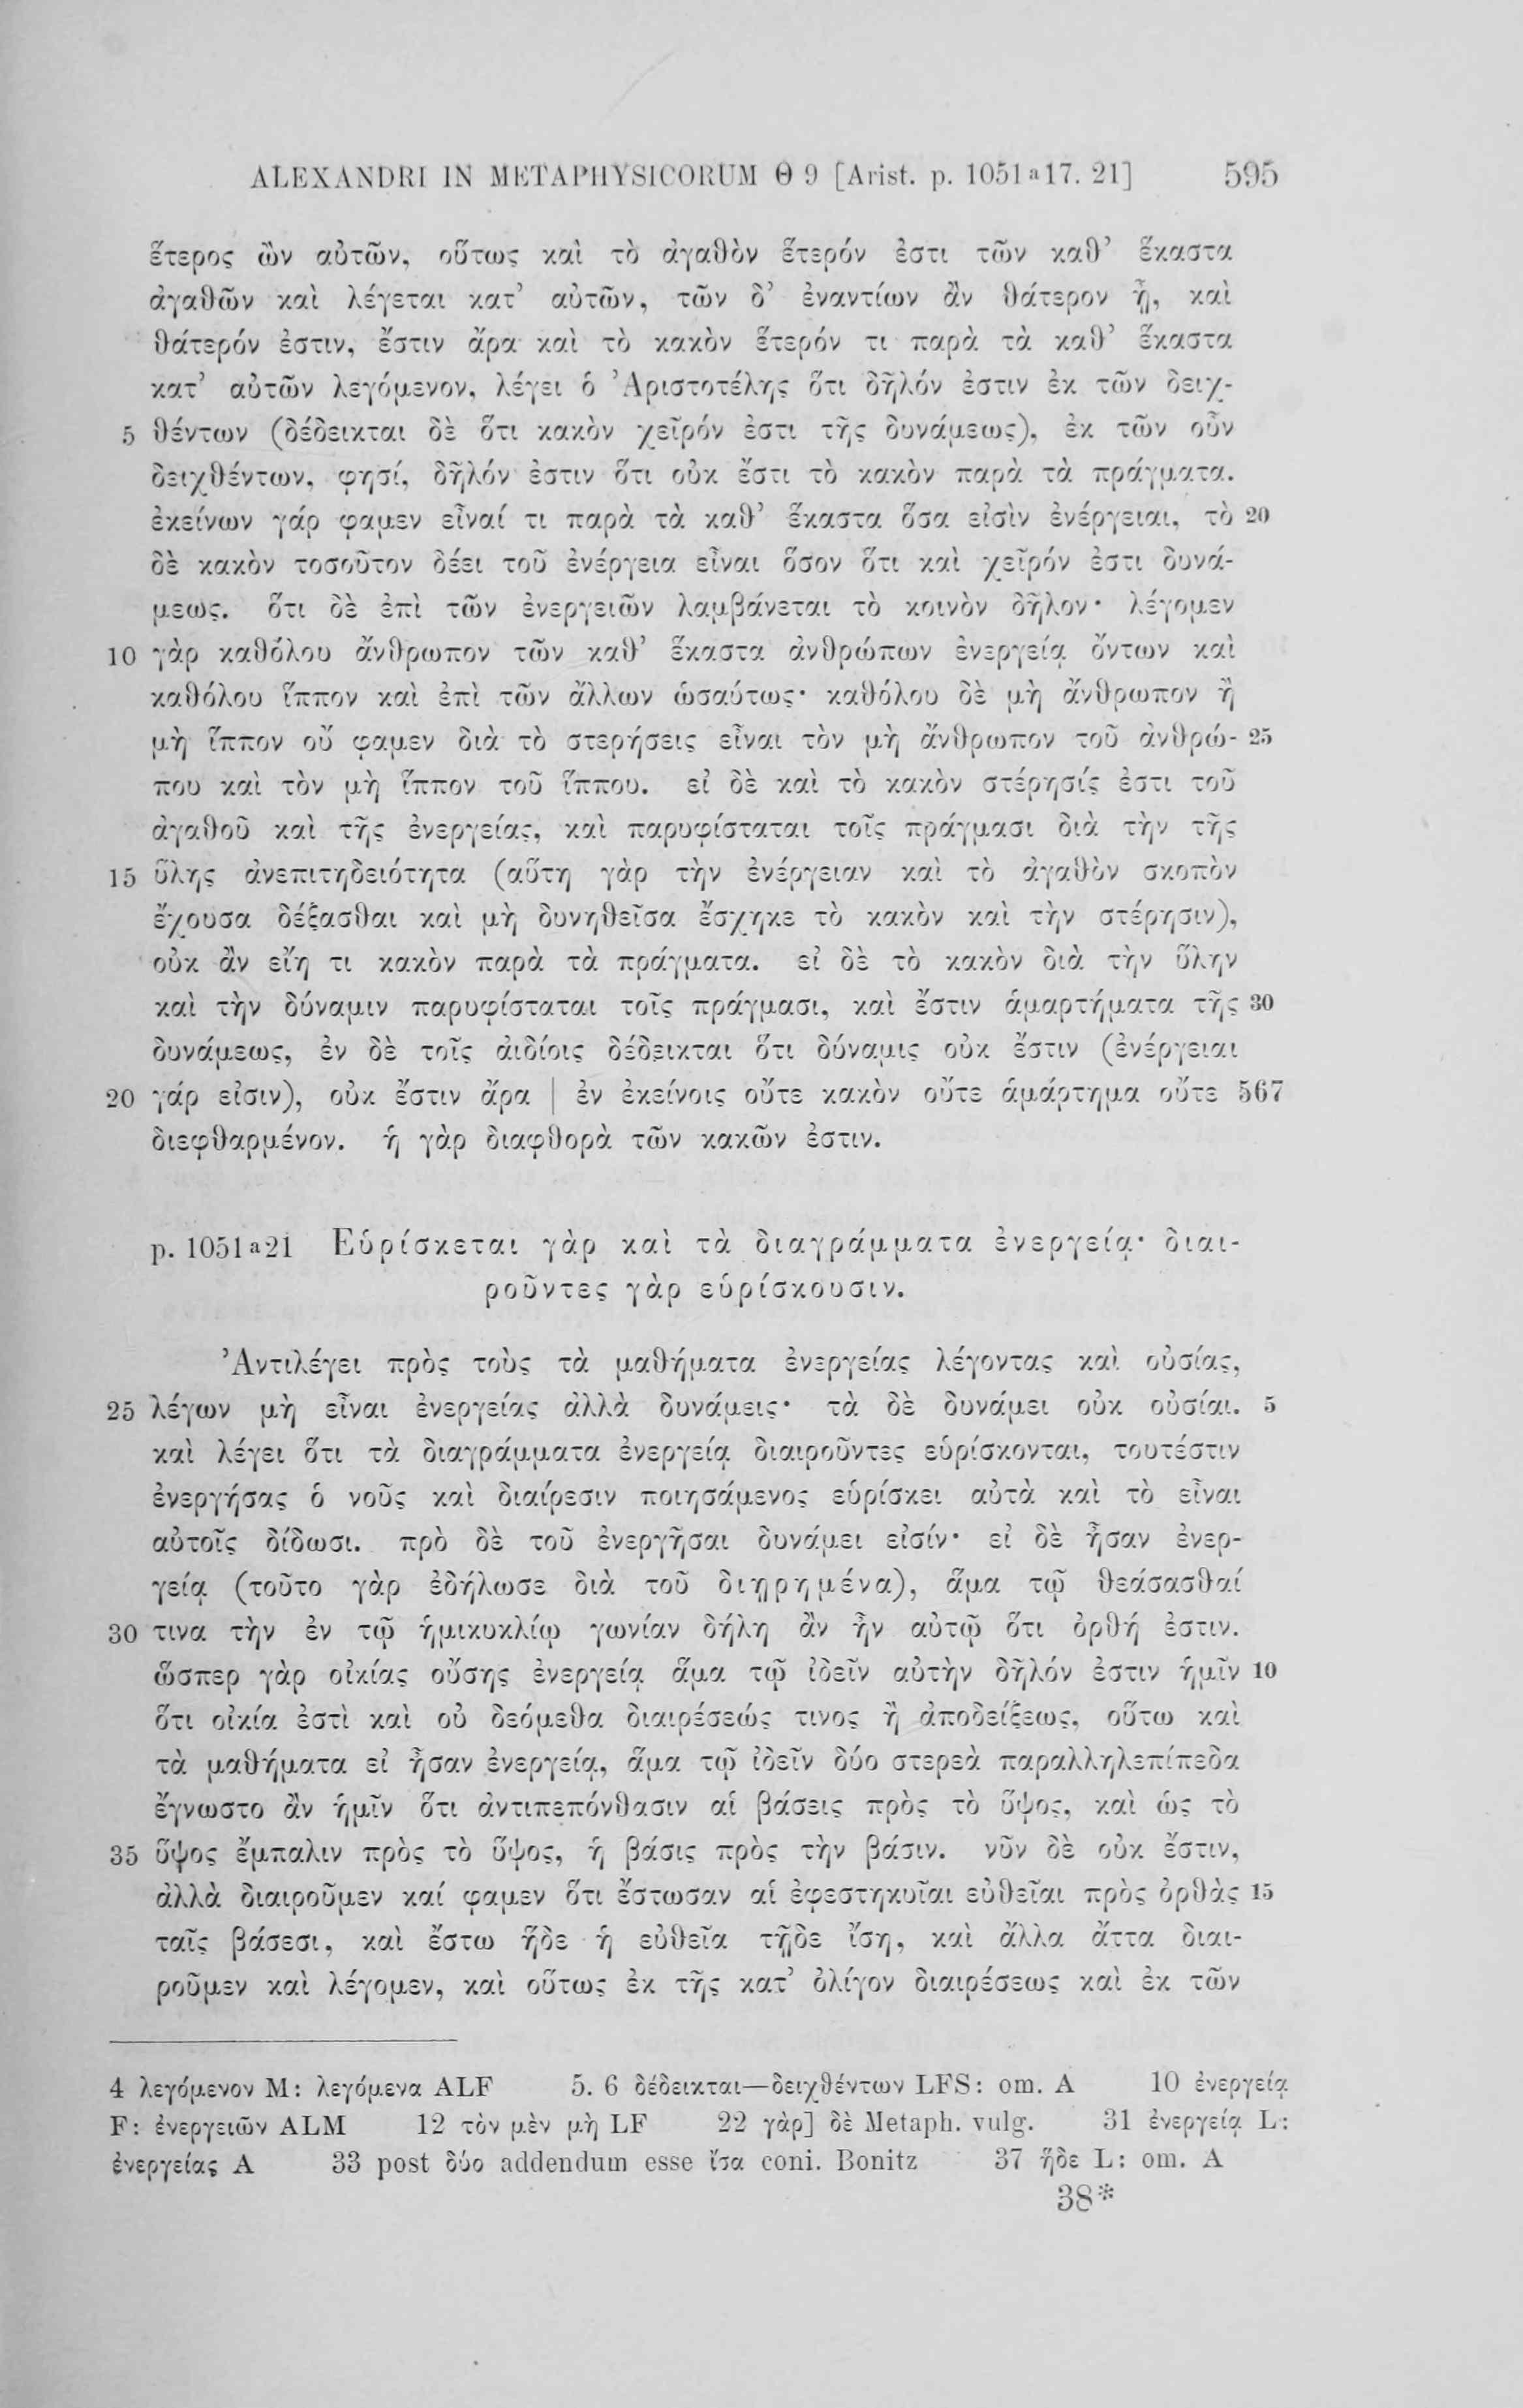 ALEXANDRI IN METAPHYSICORUM Θ 9 [Arist. p. 1051 a 17. 21] 595
ἕτερος ὢν αὐτῶν, οὕτως καὶ τὸ ἀγαθὸν ἕτερόν ἐστι τῶν καθ’ ἕκαστα
ἀγαθῶν καὶ λέγεται κατ’ αὐτῶν, τῶν δ’ ἐναντίων ἂν θάτερον ᾖ, καὶ
θάτερόν ἐστιν, ἔστιν ἄρα καὶ τὸ κακὸν ἕτερόν τι παρὰ τὰ καθ’ ἕκαστα
κατ’ αὐτῶν λεγόμενον, λέγει ὁ Ἀριστοτέλης ὅτι δῆλόν ἐστιν ἐκ τῶν δειχ-
5 θέντων (δέδεικται δὲ ὅτι κακὸν χεῖρόν ἐστι τῆς δυνάμεως), ἐκ τῶν οὖν
δειχθέντων, φησί, δῆλόν ἐστιν ὅτι οὐκ ἔστι τὸ κακὸν παρὰ τὰ πράγματα.
ἐκείνων γάρ φαμεν εἶναί τι παρὰ τὰ καθ’ ἕκαστα ὅσα εἰσὶν ἐνέργειαι, τὸ 20
δὲ κακὸν τοσοῦτον δέει τοῦ ἐνέργεια εἶναι ὅσον ὅτι καὶ χεῖρόν ἐστι δυνά-
μεως. ὅτι δὲ ἐπὶ τῶν ἐνεργειῶν λαμβάνεται τὸ κοινὸν δῆλον· λέγομεν
10 γὰρ καθόλου ἄνθρωπον τῶν καθ’ ἕκαστα ἀνθρώπων ἐνεργείᾳ ὄντων καὶ
καθόλου ἵππον καὶ ἐπὶ τῶν ἄλλων ὡσαύτως· καθόλου δὲ μὴ ἄνθρωπον ἢ
μὴ ἵππον οὔ φαμεν διὰ τὸ στερήσεις εἶναι τὸν μὴ ἄνθρωπον τοῦ ἀνθρώ- 25
που καὶ τὸν μὴ ἵππον τοῦ ἵππου. εἰ δὲ καὶ τὸ κακὸν στέρησίς ἐστι τοῦ
ἀγαθοῦ καὶ τῆς ἐνεργείας, καὶ παρυφίσταται τοῖς πράγμασι διὰ τὴν τῆς
15 ὕλης ἀνεπιτηδειότητα (αὕτη γὰρ τὴν ἐνέργειαν καὶ τὸ ἀγαθὸν σκοπὸν
ἔχουσα δέξασθαι καὶ μὴ δυνηθεῖσα ἔσχηκε τὸ κακὸν καὶ τὴν στέρησιν),
οὐκ ἂν εἴη τι κακὸν παρὰ τὰ πράγματα. εἰ δὲ τὸ κακὸν διὰ τὴν ὕλην
καὶ τὴν δύναμιν παρυφίσταται τοῖς πράγμασι, καὶ ἔστιν ἁμαρτήματα τῆς 30
δυνάμεως, ἐν δὲ τοῖς ἀιδίοις δέδεικται ὅτι δύναμις οὐκ ἔστιν (ἐνέργειαι
20 γάρ εἰσιν), οὐκ ἔστιν ἄρα | ἐν ἐκείνοις οὔτε κακὸν οὔτε ἁμάρτημα οὔτε 567
διεφθαρμένον. ἡ γὰρ διαφθορὰ τῶν κακῶν ἐστιν.
p. 1051 a 21 Εὑρίσκεται γὰρ καὶ τὰ διαγράμματα ἐνεργείᾳ· διαι-
ροῦντες γὰρ εὑρίσκουσιν.
Ἀντιλέγει πρὸς τοὺς τὰ μαθήματα ἐνεργείας λέγοντας καὶ οὐσίας,
25 λέγων μὴ εἶναι ἐνεργείας ἀλλὰ δυνάμεις· τὰ δὲ δυνάμει οὐκ οὐσίαι. 5
καὶ λέγει ὅτι τὰ διαγράμματα ἐνεργείᾳ διαιροῦντες εὑρίσκονται, τουτέστιν
ἐνεργήσας ὁ νοῦς καὶ διαίρεσιν ποιησάμενος εὑρίσκει αὐτὰ καὶ τὸ εἶναι
αὐτοῖς δίδωσι. πρὸ δὲ τοῦ ἐνεργῆσαι δυνάμει εἰσίν· εἰ δὲ ἦσαν ἐνερ-
γείᾳ (τοῦτο γὰρ ἐδήλωσε διὰ τοῦ διῃρημένα), ἅμα τῷ θεάσασθαί
30 τινα τὴν ἐν τῷ ἡμικυκλίῳ γωνίαν δήλη ἂν ἦν αὐτῷ ὅτι ὀρθή ἐστιν.
ὥσπερ γὰρ οἰκίας οὔσης ἐνεργείᾳ ἅμα τῷ ἰδεῖν αὐτὴν δῆλόν ἐστιν ἡμῖν 10
ὅτι οἰκία ἐστὶ καὶ οὐ δεόμεθα διαιρέσεώς τινος ἢ ἀποδείξεως, οὕτω καὶ
τὰ μαθήματα εἰ ἦσαν ἐνεργείᾳ, ἅμα τῷ ἰδεῖν δύο στερεὰ παραλληλεπίπεδα
ἔγνωστο ἂν ἡμῖν ὅτι ἀντιπεπόνθασιν αἱ βάσεις πρὸς τὸ ὕψος, καὶ ὡς τὸ
35 ὕψος ἔμπαλιν πρὸς τὸ ὕψος, ἡ βάσις πρὸς τὴν βάσιν. νῦν δὲ οὐκ ἔστιν,
ἀλλὰ διαιροῦμεν καί φαμεν ὅτι ἔστωσαν αἱ ἐφεστηκυῖαι εὐθεῖαι πρὸς ὀρθὰς 15
ταῖς βάσεσι, καὶ ἔστω ἥδε ἡ εὐθεῖα τῇδε ἴση, καὶ ἄλλα ἄττα διαι-
ροῦμεν καὶ λέγομεν, καὶ οὕτως ἐκ τῆς κατ’ ὀλίγον διαιρέσεως καὶ ἐκ τῶν
4 λεγόμενον M: λεγόμενα ALF 5. 6 δέδεικται—δειχθέντων LFS: om. A 10 ἐνεργείᾳ
F: ἐνεργειῶν ALM 12 τὸν μὲν μὴ LF 22 γὰρ] δὲ Metaph. vulg. 31 ἐνεργείᾳ L:
ἐνεργείας A 33 post δύο addendum esse ἴσα coni. Bonitz 37 ἥδε L: om. A
38*